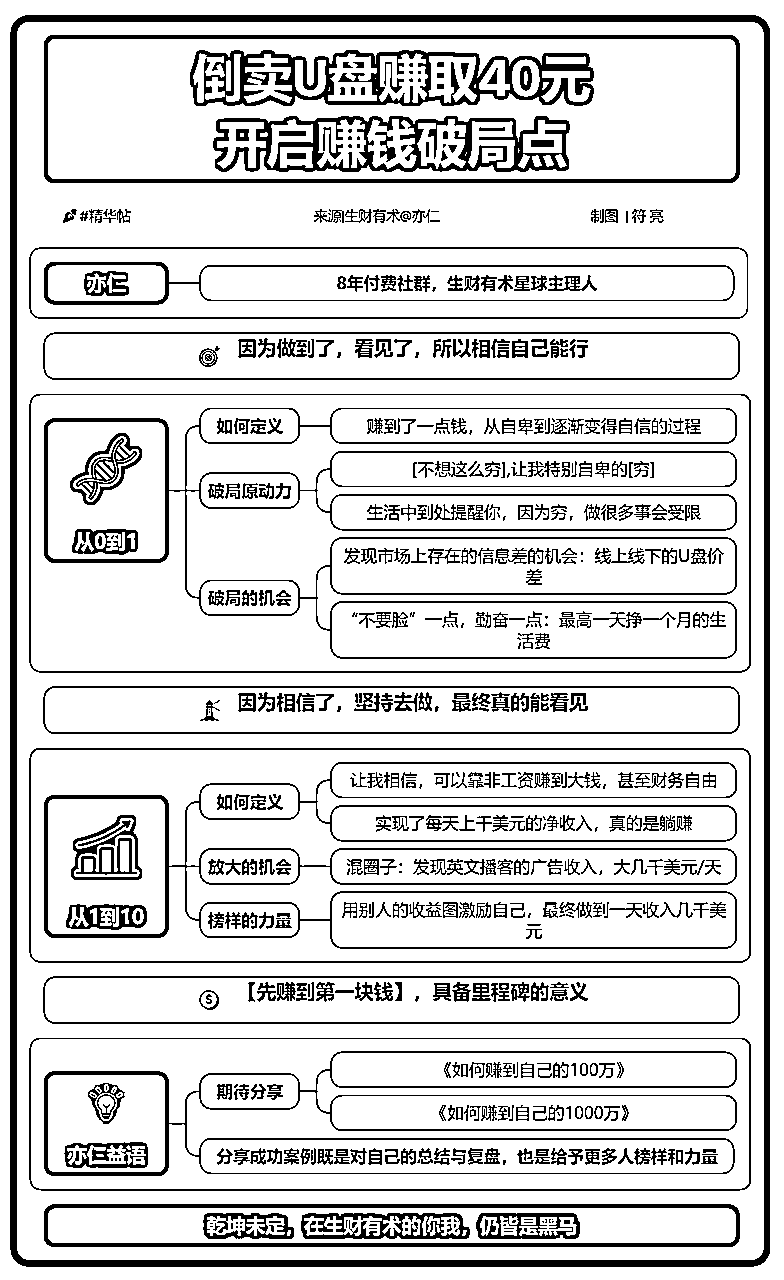 倒卖U盘赚取40元
开启赚钱破局点
#精华帖
来源|生财有术@亦仁
制图 | 符 亮
亦仁
8年付费社群，生财有术星球主理人
因为做到了，看见了，所以相信自己能行
从0到1
如何定义
赚到了一点钱，从自卑到逐渐变得自信的过程
破局原动力
[不想这么穷],让我特别自卑的[穷]
生活中到处提醒你，因为穷，做很多事会受限
破局的机会
发现市场上存在的信息差的机会：线上线下的U盘价
差
“不要脸”一点，勤奋一点：最高一天挣一个月的生
活费
因为相信了，坚持去做，最终真的能看见
从1到10
如何定义
让我相信，可以靠非工资赚到大钱，甚至财务自由
实现了每天上千美元的净收入，真的是躺赚
放大的机会
混圈子：发现英文播客的广告收入，大几千美元/天
榜样的力量
用别人的收益图激励自己，最终做到一天收入几千美
元
【先赚到第一块钱】，具备里程碑的意义
亦仁益语
期待分享
《如何赚到自己的100万》
《如何赚到自己的1000万》
分享成功案例既是对自己的总结与复盘，也是给予更多人榜样和力量
乾坤未定，在生财有术的你我，仍皆是黑马